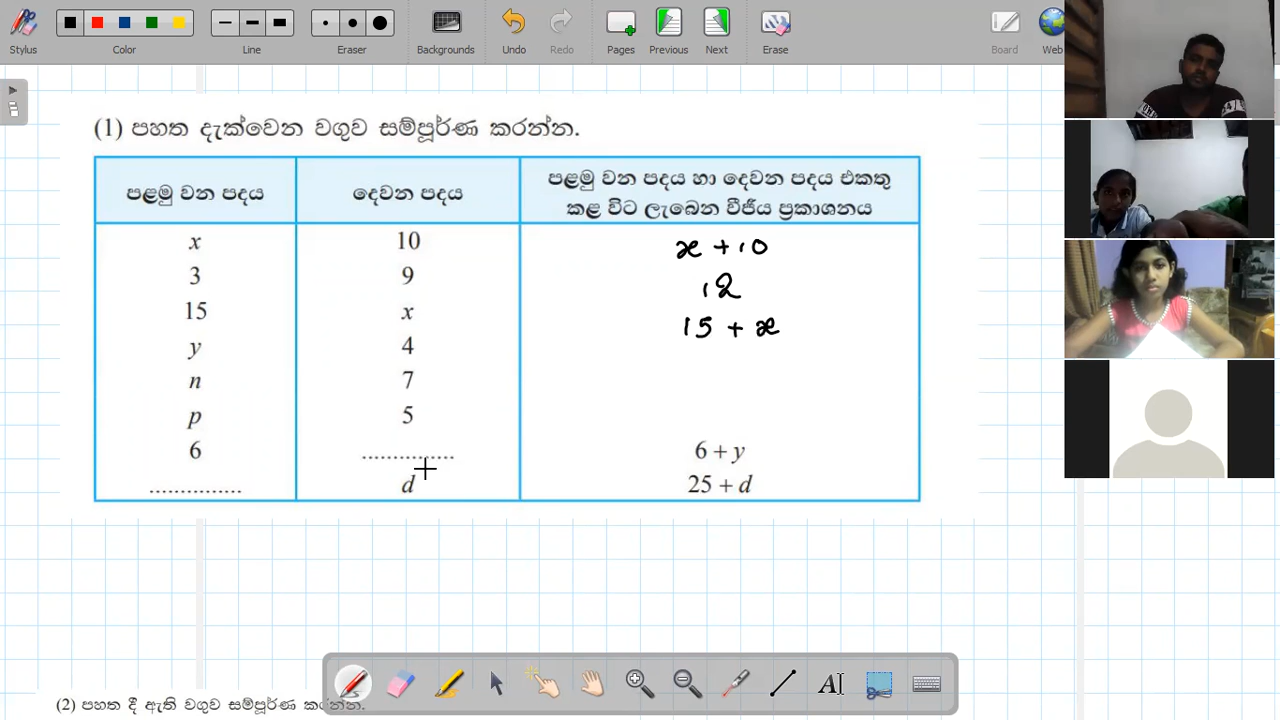 Stylus Color Line Eraser Backgrounds Undo Redo Pages Previous Next Erase Board Web
(1) පහත දැක්වෙන වගුව සම්පූර්ණ කරන්න.
පළමු වන පදය දෙවන පදය පළමු වන පදය හා දෙවන පදය එකතු
කළ විට ලැබෙන වීජීය ප්‍රකාශනය
x 10 x + 10
3 9 12
15 x 15 + x
y 4
n 7
p 5
6 ............... 6 + y
............... d 25 + d
(2) පහත දී ඇති වගුව සම්පූර්ණ කරන්න.